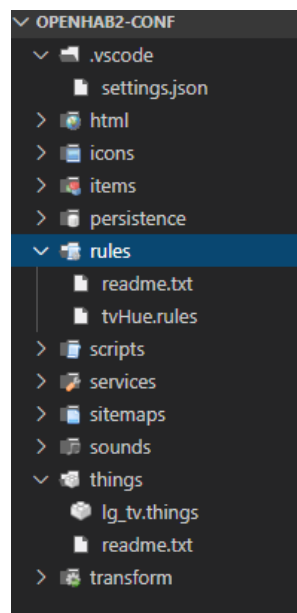 OPENHAB2-CONF
.vscode
settings.json
html
icons
items
persistence
rules
readme.txt
tvHue.rules
scripts
services
sitemaps
sounds
things
lg_tv.things
readme.txt
transform